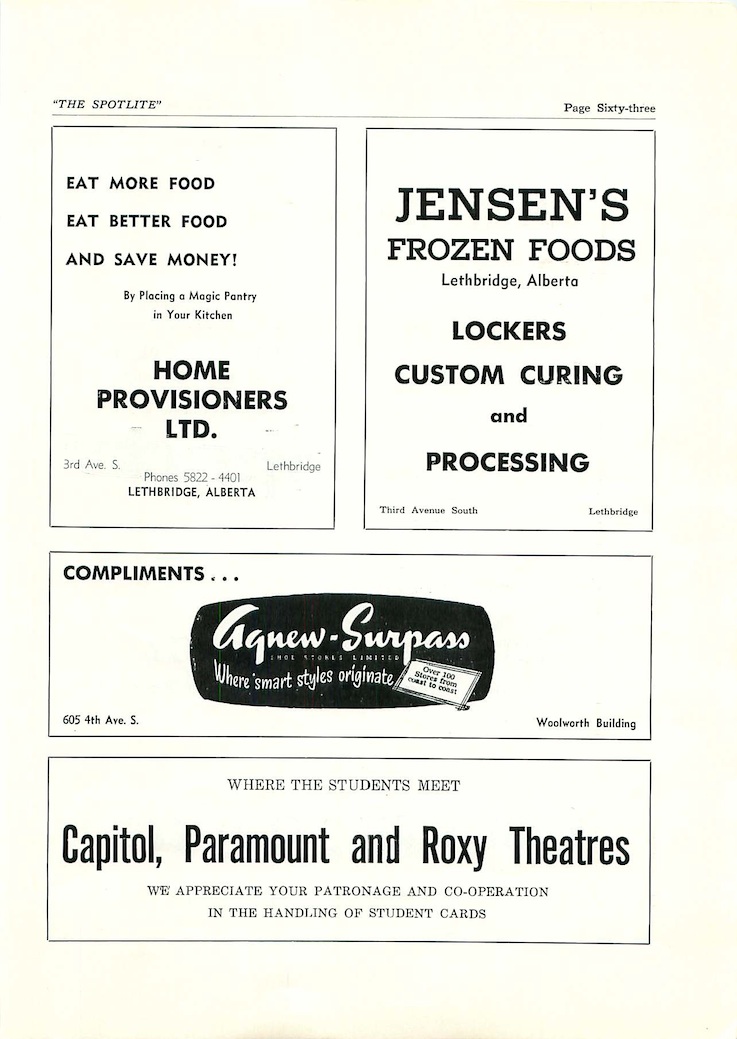 "THE SPOTLITE"
Page Sixty-three
EAT MORE FOOD
EAT BETTER FOOD
AND SAVE MONEY!
By Placing a Magic Pantry
in Your Kitchen
HOME
PROVISIONERS
LTD.
3rd Ave. S.
Lethbridge
Phones 5822 - 4401
LETHBRIDGE, ALBERTA
JENSEN'S
FROZEN FOODS
Lethbridge, Alberta
LOCKERS
CUSTOM CURING
and
PROCESSING
Third Avenue South
Lethbridge
COMPLIMENTS . . .
Agnew-Surpass
SHOE STORES LIMITED
Where smart styles originate
Over 100
Stores from
coast to coast
605 4th Ave. S.
Woolworth Building
WHERE THE STUDENTS MEET
Capitol, Paramount and Roxy Theatres
WE APPRECIATE YOUR PATRONAGE AND CO-OPERATION
IN THE HANDLING OF STUDENT CARDS